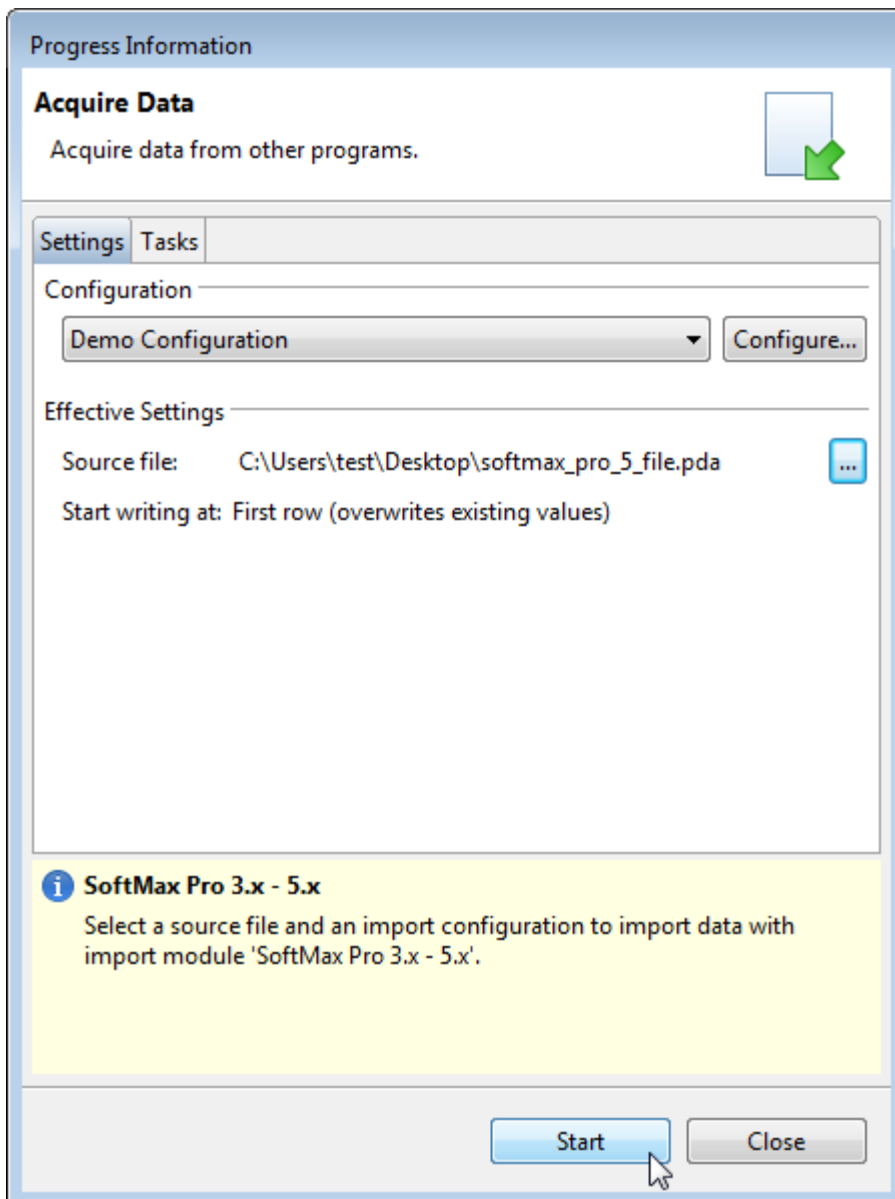 Progress Information
Acquire Data
Acquire data from other programs.
Settings Tasks
Configuration
Demo Configuration Configure...
Effective Settings
Source file: C:\Users\test\Desktop\softmax_pro_5_file.pda ...
Start writing at: First row (overwrites existing values)
i SoftMax Pro 3.x - 5.x
Select a source file and an import configuration to import data with
import module 'SoftMax Pro 3.x - 5.x'.
Start Close